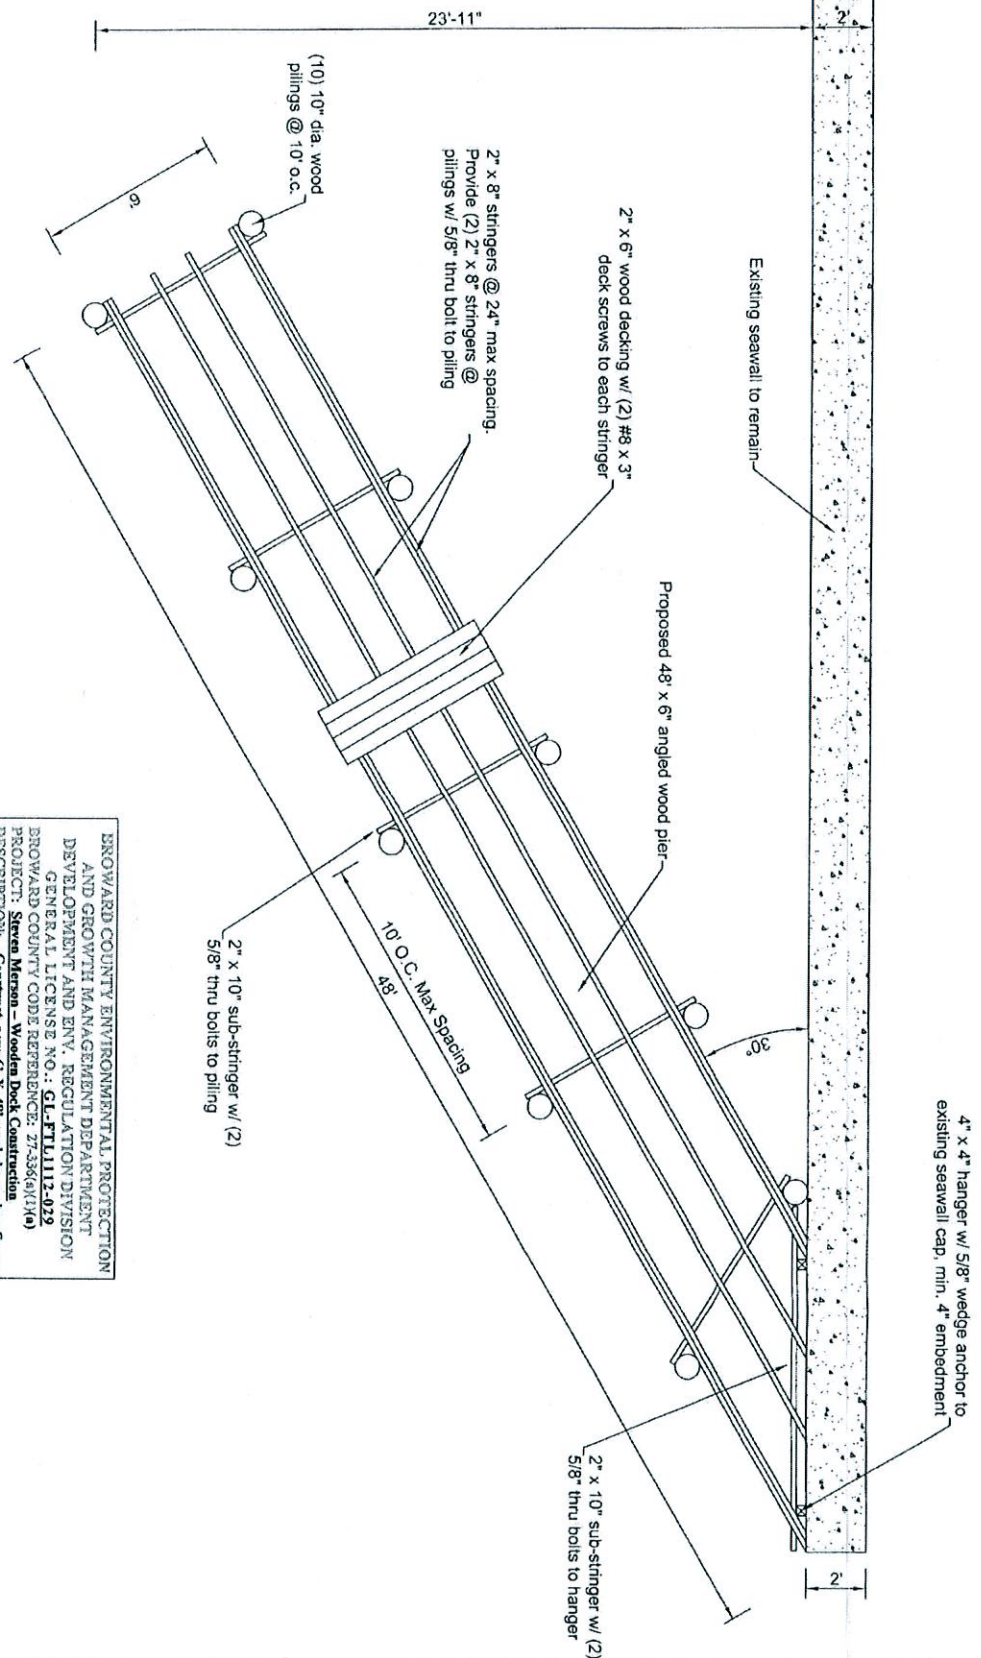 23'-11"
2'
(10) 10" dia. wood
pilings @ 10' o.c.
6'
2" x 8" stringers @ 24" max spacing.
Provide (2) 2" x 8" stringers @
pilings w/ 5/8" thru bolt to piling
2" x 6" wood decking w/ (2) #8 x 3"
deck screws to each stringer
Existing seawall to remain
Proposed 48' x 6' angled wood pier
10' O.C. Max Spacing
48'
2" x 10" sub-stringer w/ (2)
5/8" thru bolts to piling
30°
4" x 4" hanger w/ 5/8" wedge anchor to
existing seawall cap, min. 4" embedment
2" x 10" sub-stringer w/ (2)
5/8" thru bolts to hanger
2'
BROWARD COUNTY ENVIRONMENTAL PROTECTION
AND GROWTH MANAGEMENT DEPARTMENT
DEVELOPMENT AND ENV. REGULATION DIVISION
GENERAL LICENSE NO.: GL-FTL1112-029
BROWARD COUNTY CODE REFERENCE: 27-336(a)(1)(a)
PROJECT: Steven Merson – Wooden Dock Construction